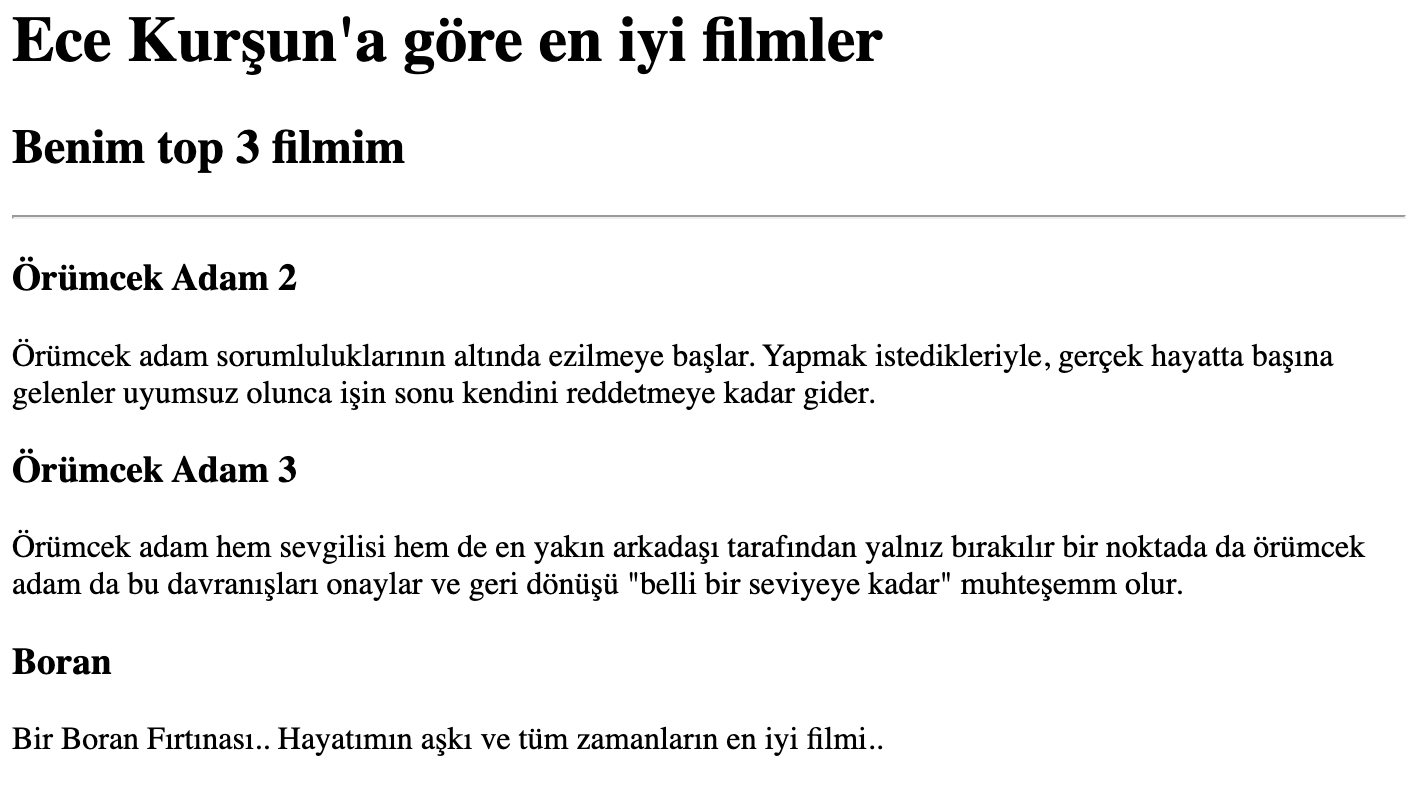 Ece Kurşun'a göre en iyi filmler
Benim top 3 filmim
Örümcek Adam 2
Örümcek adam sorumluluklarının altında ezilmeye başlar. Yapmak istedikleriyle, gerçek hayatta başına
gelenler uyumsuz olunca işin sonu kendini reddetmeye kadar gider.
Örümcek Adam 3
Örümcek adam hem sevgilisi hem de en yakın arkadaşı tarafından yalnız bırakılır bir noktada da örümcek
adam da bu davranışları onaylar ve geri dönüşü "belli bir seviyeye kadar" muhteşemm olur.
Boran
Bir Boran Fırtınası.. Hayatımın aşkı ve tüm zamanların en iyi filmi..